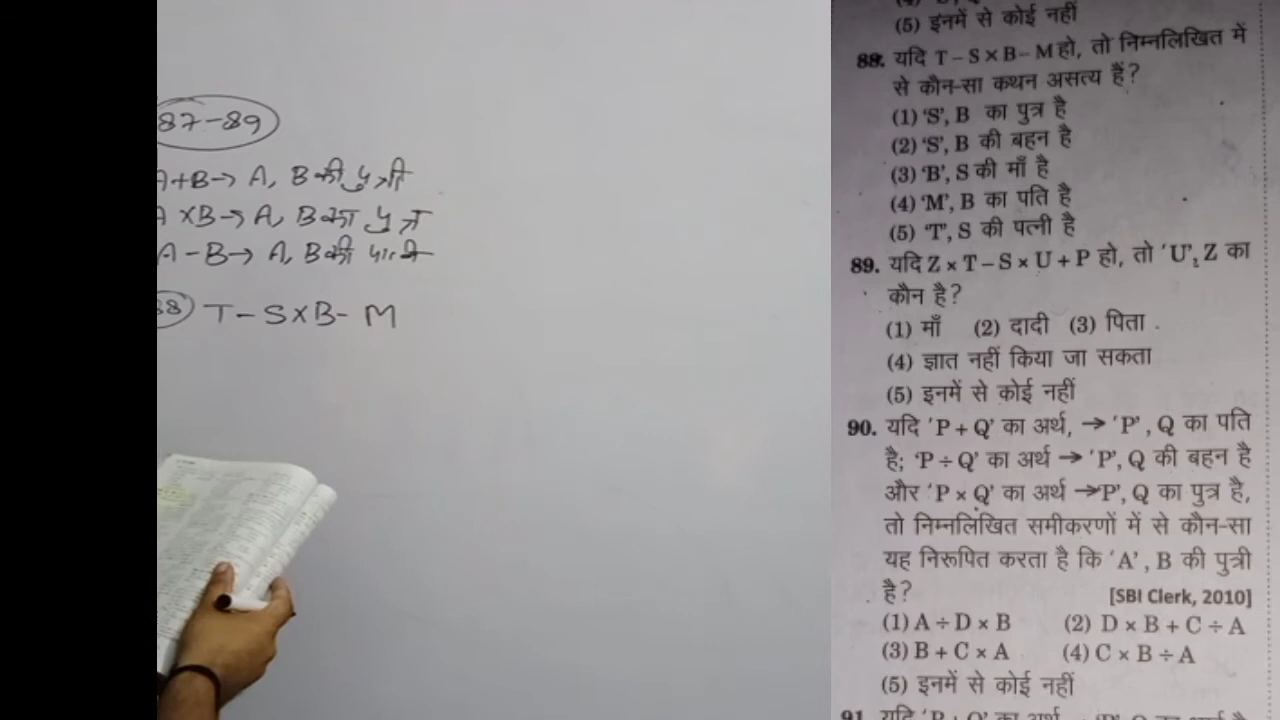 87-89
A+B→ A, B की पुत्री
A×B→ A, B का पुत्र
A-B→ A, B की पत्नी
88 T-S×B-M
(5) इनमें से कोई नहीं
88. यदि T – S × B – M हो, तो निम्नलिखित में
से कौन-सा कथन असत्य हैं?
(1) ‘S’, B का पुत्र है
(2) ‘S’, B की बहन है
(3) ‘B’, S की माँ है
(4) ‘M’, B का पति है
(5) ‘T’, S की पत्नी है
89. यदि Z × T – S × U + P हो, तो ‘U’, Z का
कौन है?
(1) माँ (2) दादी (3) पिता
(4) ज्ञात नहीं किया जा सकता
(5) इनमें से कोई नहीं
90. यदि ‘P + Q’ का अर्थ, → ‘P’, Q का पति
है; ‘P ÷ Q’ का अर्थ → ‘P’, Q की बहन है
और ‘P × Q’ का अर्थ →‘P’, Q का पुत्र है,
तो निम्नलिखित समीकरणों में से कौन-सा
यह निरूपित करता है कि ‘A’, B की पुत्री
है? [SBI Clerk, 2010]
(1) A ÷ D × B (2) D × B + C ÷ A
(3) B + C × A (4) C × B ÷ A
(5) इनमें से कोई नहीं